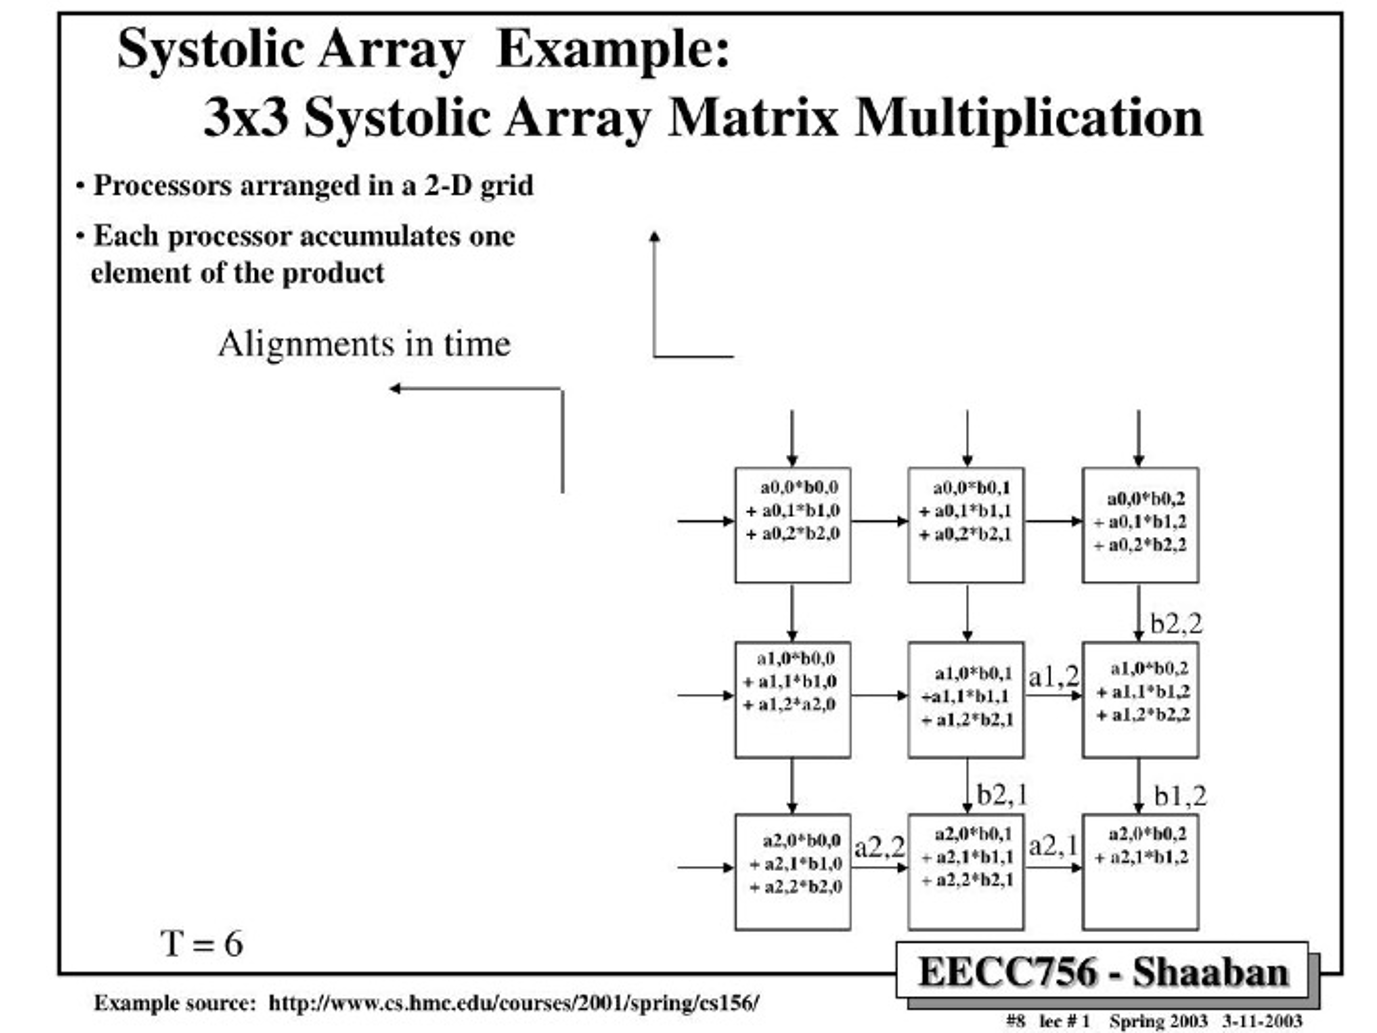 Systolic Array Example:
3x3 Systolic Array Matrix Multiplication
• Processors arranged in a 2-D grid
• Each processor accumulates one
element of the product
Alignments in time
a0,0*b0,0
+ a0,1*b1,0
+ a0,2*b2,0
a0,0*b0,1
+ a0,1*b1,1
+ a0,2*b2,1
a0,0*b0,2
+ a0,1*b1,2
+ a0,2*b2,2
b2,2
a1,0*b0,0
+ a1,1*b1,0
+ a1,2*a2,0
a1,0*b0,1
+a1,1*b1,1
+ a1,2*b2,1
a1,2
a1,0*b0,2
+ a1,1*b1,2
+ a1,2*b2,2
b2,1
b1,2
a2,0*b0,0
+ a2,1*b1,0
+ a2,2*b2,0
a2,2
a2,0*b0,1
+ a2,1*b1,1
+ a2,2*b2,1
a2,1
a2,0*b0,2
+ a2,1*b1,2
T = 6
EECC756 - Shaaban
Example source: http://www.cs.hmc.edu/courses/2001/spring/cs156/
#8 lec # 1 Spring 2003 3-11-2003